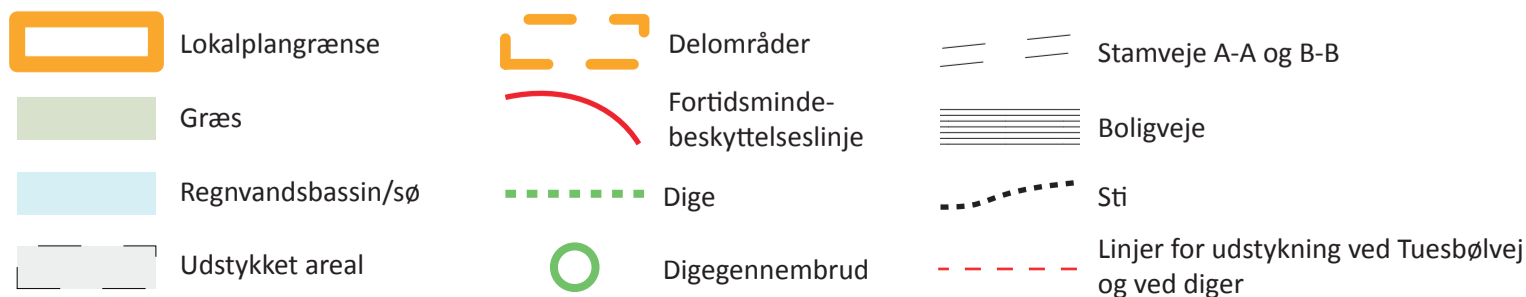 Lokalplangrænse
Græs
Regnvandsbassin/sø
Udstykket areal
Delområder
Fortidsminde-
beskyttelseslinje
Dige
Digegennembrud
Stamveje A-A og B-B
Boligveje
Sti
Linjer for udstykning ved Tuesbølvej
og ved diger